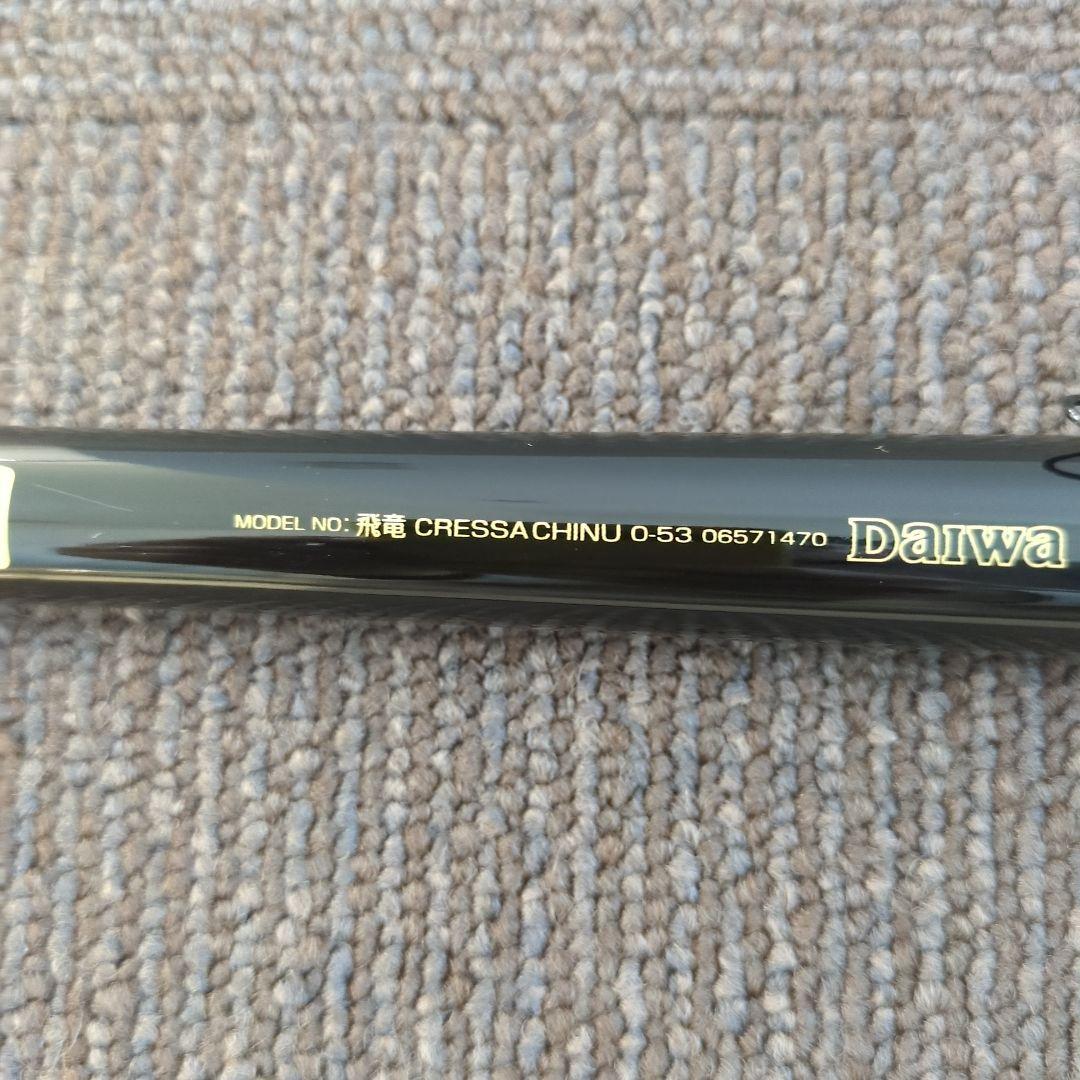 MODEL NO: 飛竜 CRESSA CHINU 0-53 06571470 Daiwa